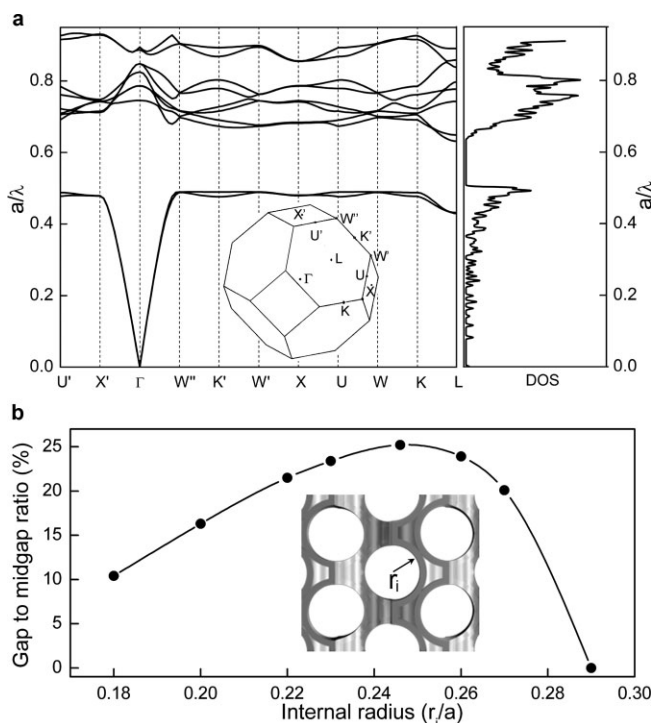 a
a/λ
0.8
0.6
0.4
0.2
0.0
X'
W''
U'
K'
Γ
L
W'
U
X
K
U' X' Γ W'' K' W' X U W K L
0.8
0.6
0.4
0.2
0.0
a/λ
DOS
b
Gap to midgap ratio (%)
25
20
15
10
5
0
rᵢ
0.18 0.20 0.22 0.24 0.26 0.28 0.30
Internal radius (rᵢ/a)